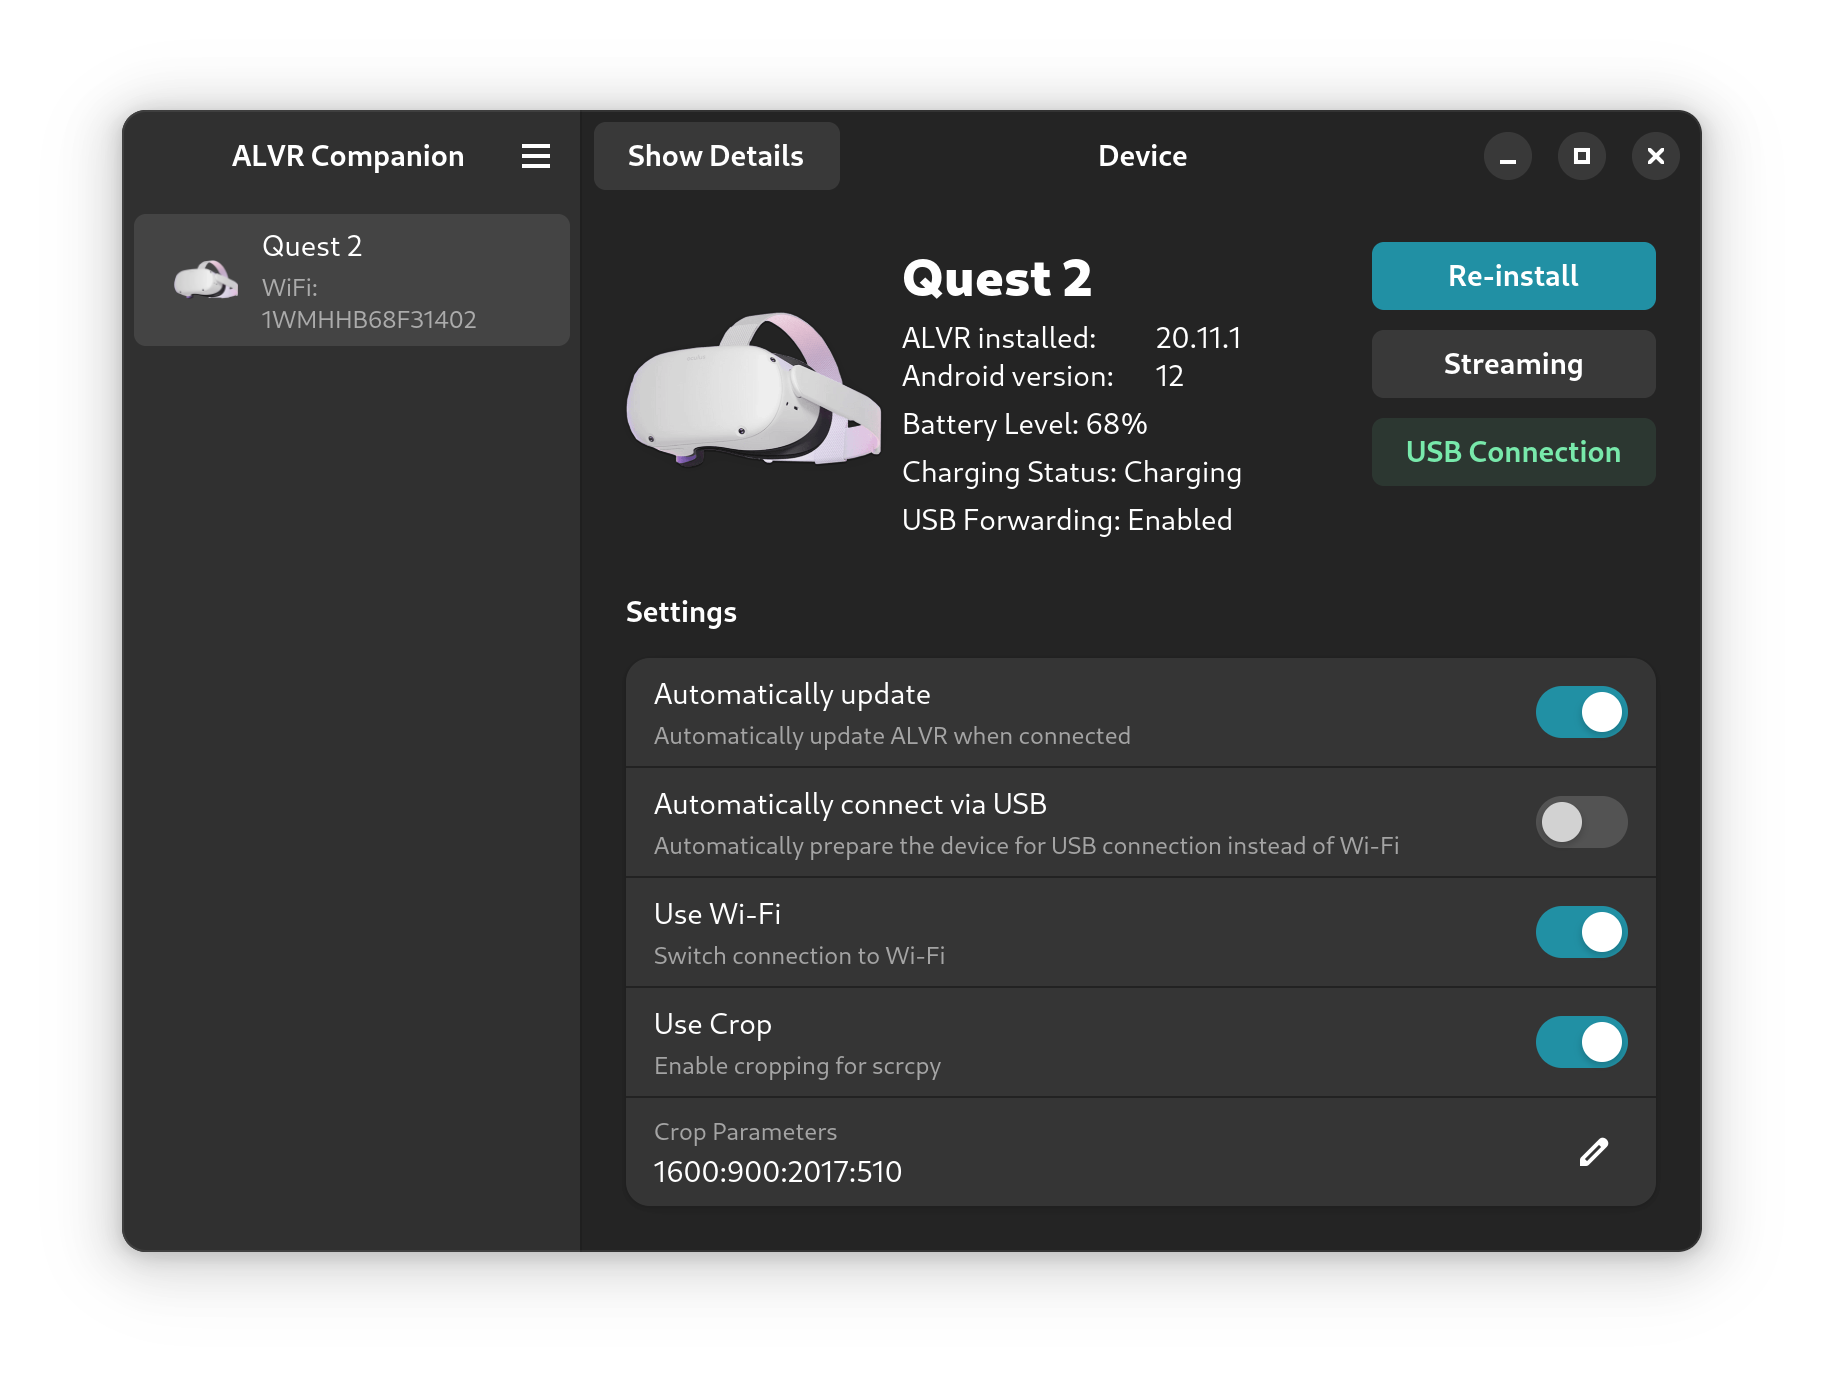 ALVR Companion
Show Details
Device
Quest 2
WiFi:
1WMHHB68F31402
Quest 2
ALVR installed: 20.11.1
Android version: 12
Battery Level: 68%
Charging Status: Charging
USB Forwarding: Enabled
Re-install
Streaming
USB Connection
Settings
Automatically update
Automatically update ALVR when connected
Automatically connect via USB
Automatically prepare the device for USB connection instead of Wi-Fi
Use Wi-Fi
Switch connection to Wi-Fi
Use Crop
Enable cropping for scrcpy
Crop Parameters
1600:900:2017:510